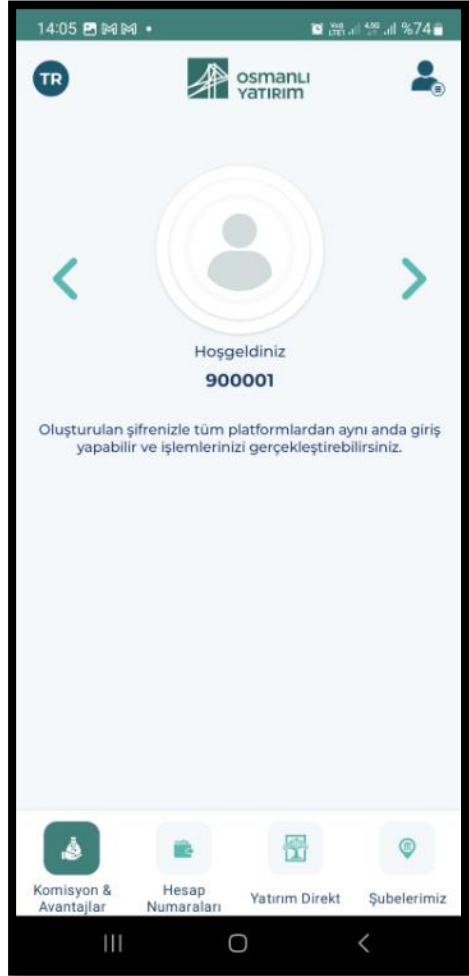 14:05
%74
TR
osmanlı
yatırım
Hoşgeldiniz
900001
Oluşturulan şifrenizle tüm platformlardan aynı anda giriş
yapabilir ve işlemlerinizi gerçekleştirebilirsiniz.
Komisyon &
Avantajlar
Hesap
Numaraları
Yatırım Direkt
Şubelerimiz